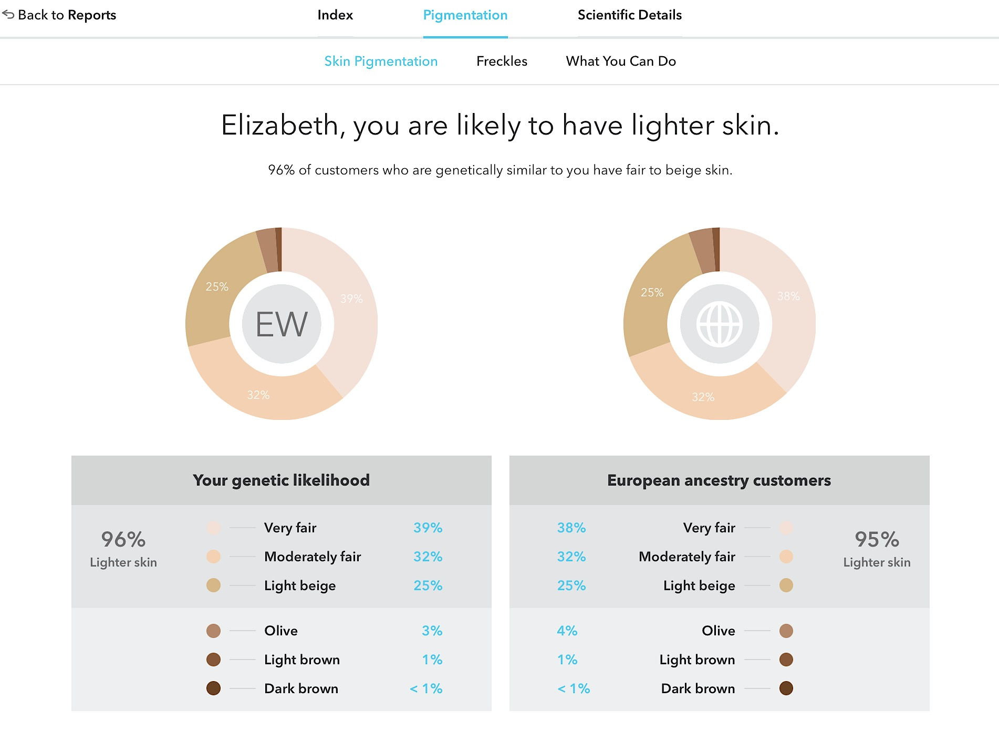 Back to Reports
Index
Pigmentation
Scientific Details
Skin Pigmentation
Freckles
What You Can Do
Elizabeth, you are likely to have lighter skin.
96% of customers who are genetically similar to you have fair to beige skin.
25%
39%
32%
EW
25%
38%
32%
Your genetic likelihood
96%
Lighter skin
Very fair 39%
Moderately fair 32%
Light beige 25%
Olive 3%
Light brown 1%
Dark brown < 1%
European ancestry customers
38% Very fair
32% Moderately fair
25% Light beige
95%
Lighter skin
4% Olive
1% Light brown
< 1% Dark brown